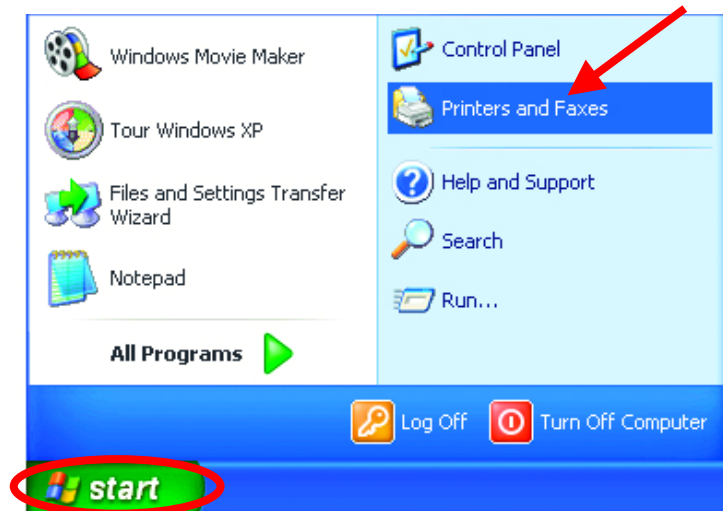 Windows Movie Maker
Tour Windows XP
Files and Settings Transfer
Wizard
Notepad
All Programs
Control Panel
Printers and Faxes
Help and Support
Search
Run...
Log Off
Turn Off Computer
start